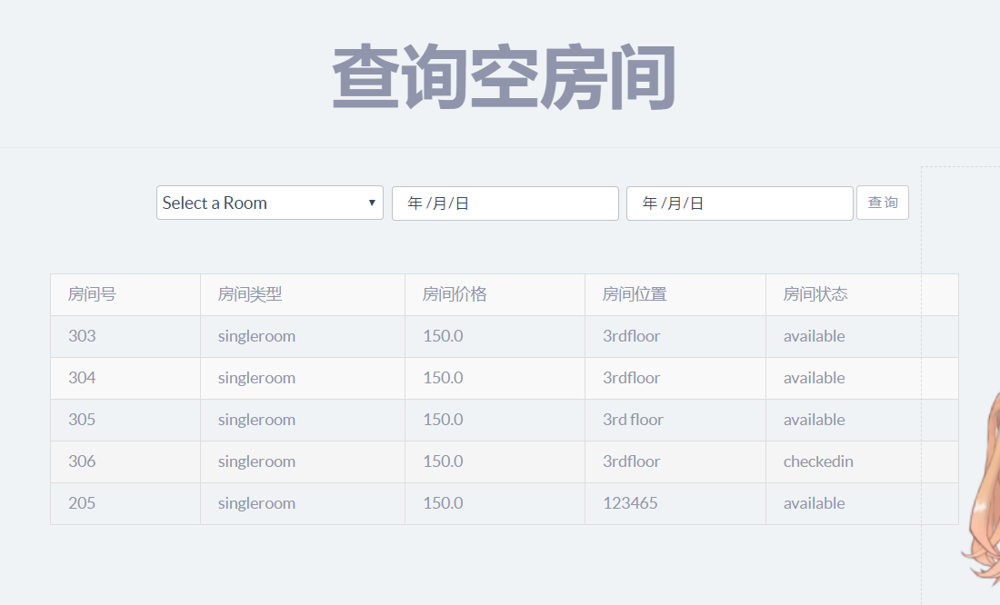 查询空房间
Select a Room 年 /月/日 年 /月/日 查询
房间号 房间类型 房间价格 房间位置 房间状态
303 singleroom 150.0 3rdfloor available
304 singleroom 150.0 3rdfloor available
305 singleroom 150.0 3rd floor available
306 singleroom 150.0 3rdfloor checkedin
205 singleroom 150.0 123465 available